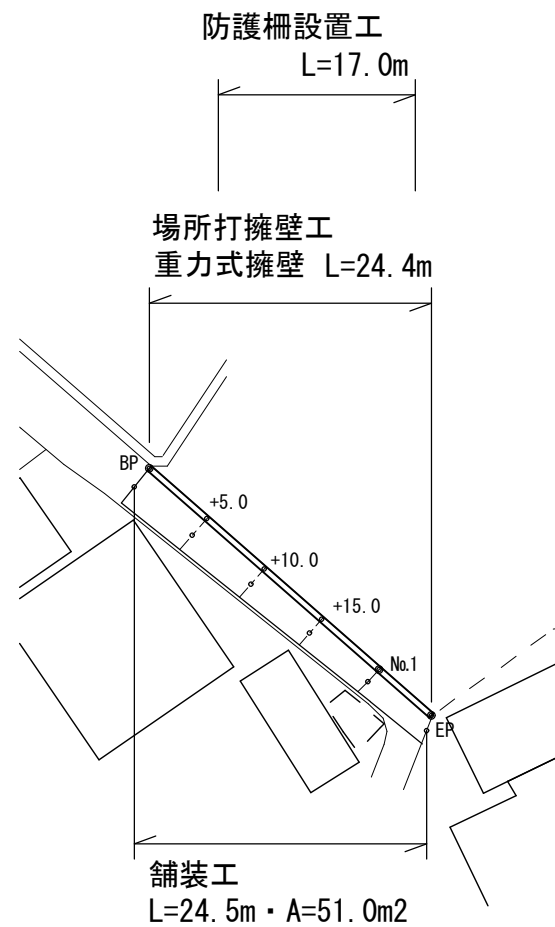 防護柵設置工
L=17.0m
場所打擁壁工
重力式擁壁 L=24.4m
BP
+5.0
+10.0
+15.0
No.1
EP
舗装工
L=24.5m・A=51.0m2